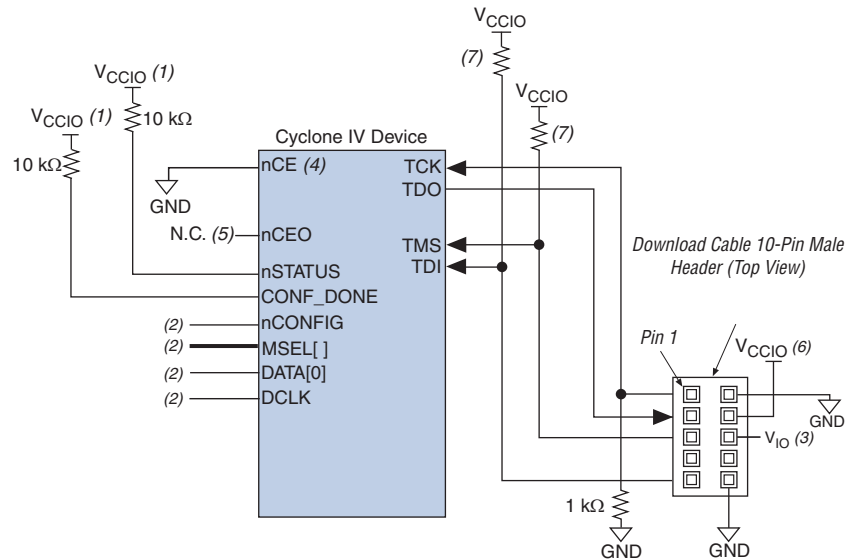 V_CCIO
(7)
V_CCIO (1)
V_CCIO
V_CCIO (1)
10 kΩ
(7)
10 kΩ
Cyclone IV Device
nCE (4)
TCK
GND
TDO
N.C. (5)
nCEO
TMS
Download Cable 10-Pin Male
Header (Top View)
nSTATUS
TDI
CONF_DONE
(2)
nCONFIG
Pin 1
V_CCIO (6)
(2)
MSEL[ ]
(2)
DATA[0]
(2)
DCLK
GND
V_IO (3)
1 kΩ
GND
GND